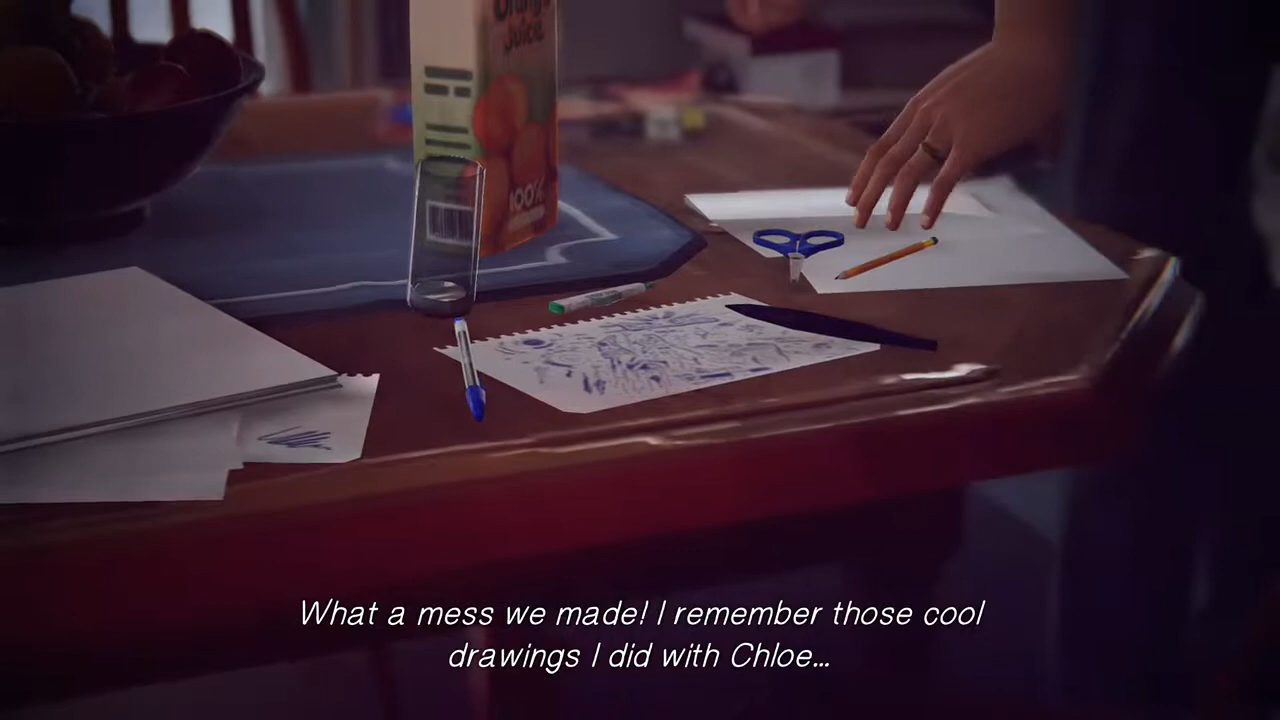 Orange
Juice
100%
What a mess we made! I remember those cool
drawings I did with Chloe...